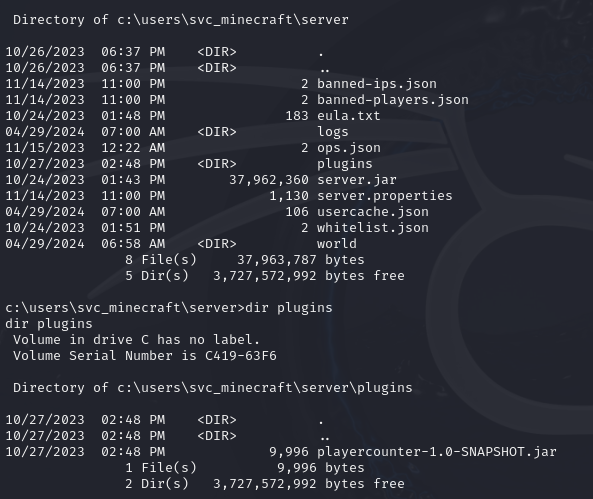 Directory of c:\users\svc_minecraft\server
10/26/2023  06:37 PM    <DIR>          .
10/26/2023  06:37 PM    <DIR>          ..
11/14/2023  11:00 PM                 2 banned-ips.json
11/14/2023  11:00 PM                 2 banned-players.json
10/24/2023  01:48 PM               183 eula.txt
04/29/2024  07:00 AM    <DIR>          logs
11/15/2023  12:22 AM                 2 ops.json
10/27/2023  02:48 PM    <DIR>          plugins
10/24/2023  01:43 PM        37,962,360 server.jar
11/14/2023  11:00 PM             1,130 server.properties
04/29/2024  07:00 AM               106 usercache.json
10/24/2023  01:51 PM                 2 whitelist.json
04/29/2024  06:58 AM    <DIR>          world
8 File(s)     37,963,787 bytes
5 Dir(s)   3,727,572,992 bytes free
c:\users\svc_minecraft\server>dir plugins
dir plugins
Volume in drive C has no label.
Volume Serial Number is C419-63F6
Directory of c:\users\svc_minecraft\server\plugins
10/27/2023  02:48 PM    <DIR>          .
10/27/2023  02:48 PM    <DIR>          ..
10/27/2023  02:48 PM             9,996 playercounter-1.0-SNAPSHOT.jar
1 File(s)          9,996 bytes
2 Dir(s)   3,727,572,992 bytes free